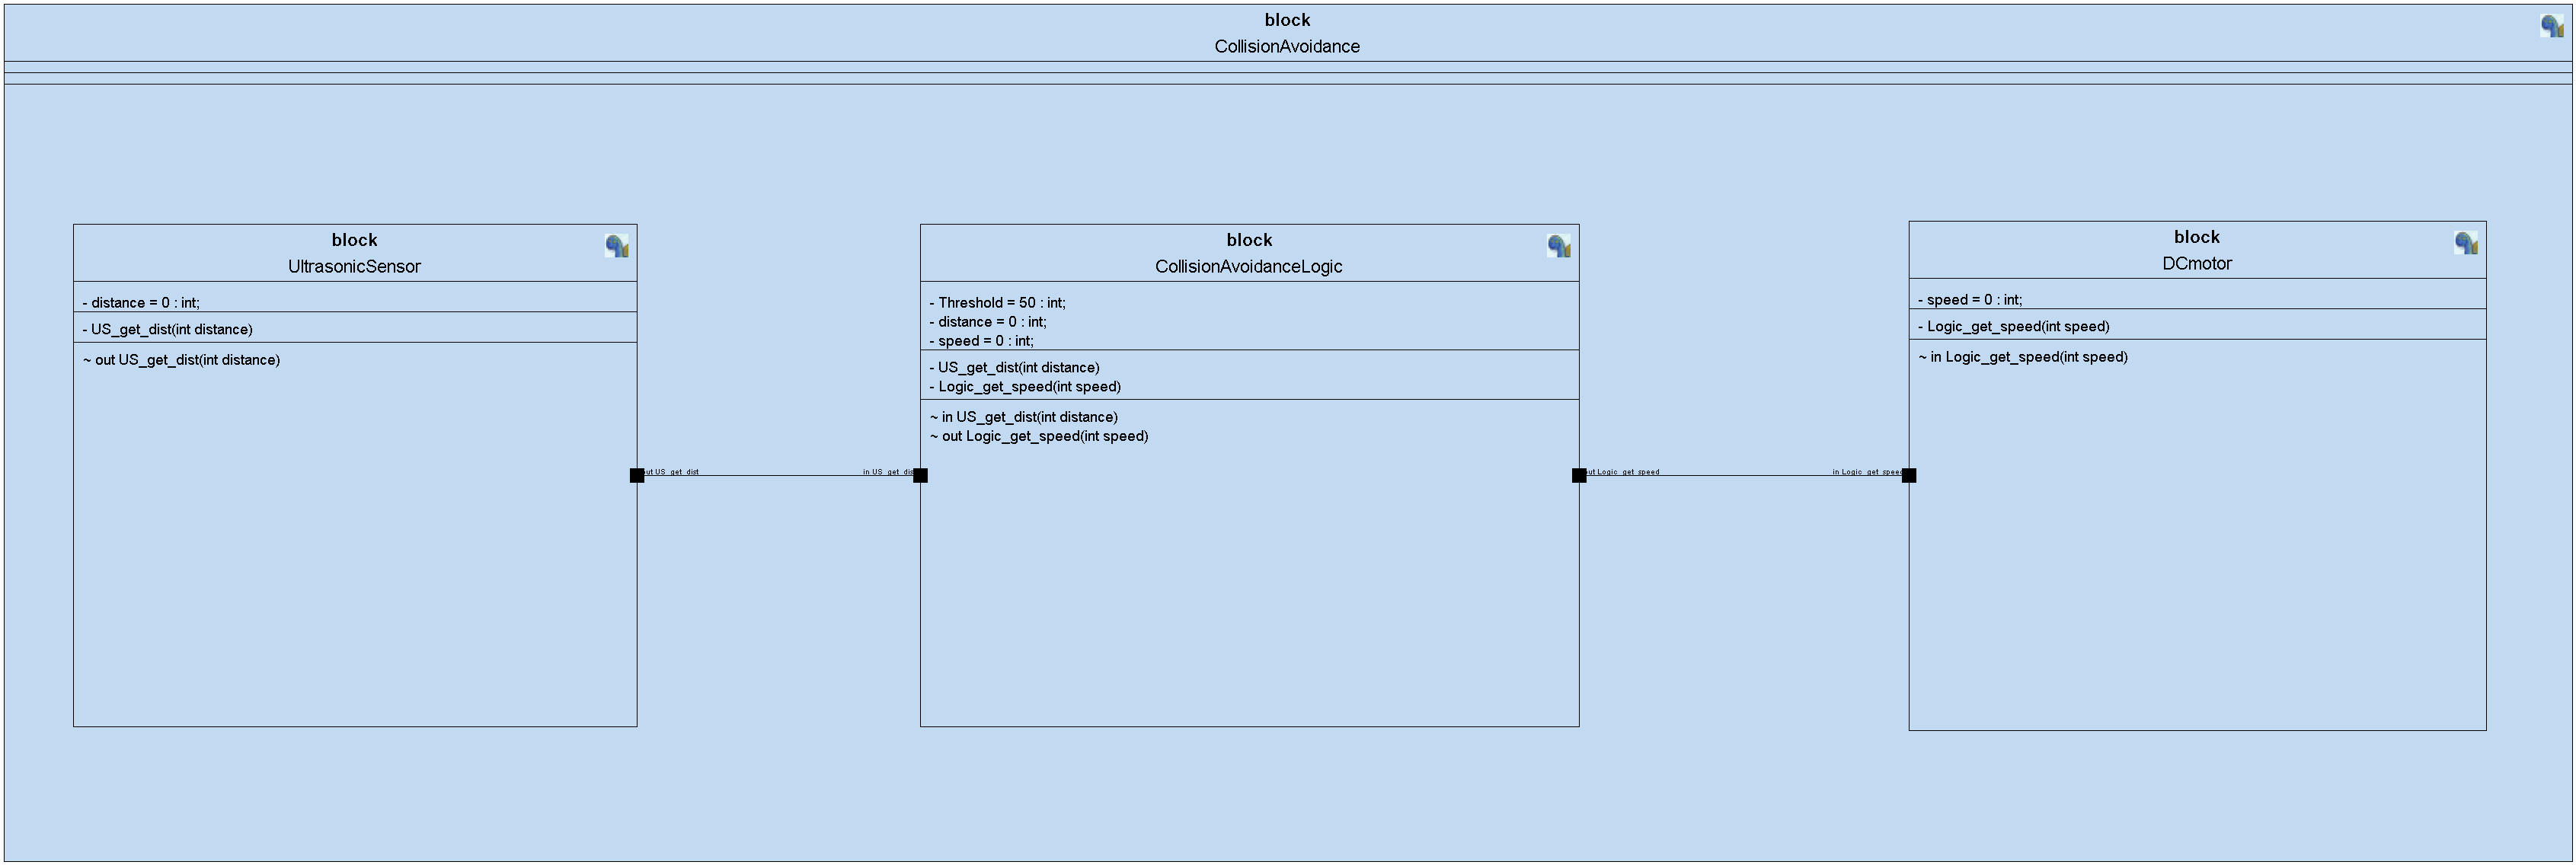 block
CollisionAvoidance
block
UltrasonicSensor
- distance = 0 : int;
- US_get_dist(int distance)
~ out US_get_dist(int distance)
block
CollisionAvoidanceLogic
- Threshold = 50 : int;
- distance = 0 : int;
- speed = 0 : int;
- US_get_dist(int distance)
- Logic_get_speed(int speed)
~ in US_get_dist(int distance)
~ out Logic_get_speed(int speed)
block
DCmotor
- speed = 0 : int;
- Logic_get_speed(int speed)
~ in Logic_get_speed(int speed)
out US_get_dist
in US_get_dist
out Logic_get_speed
in Logic_get_speed